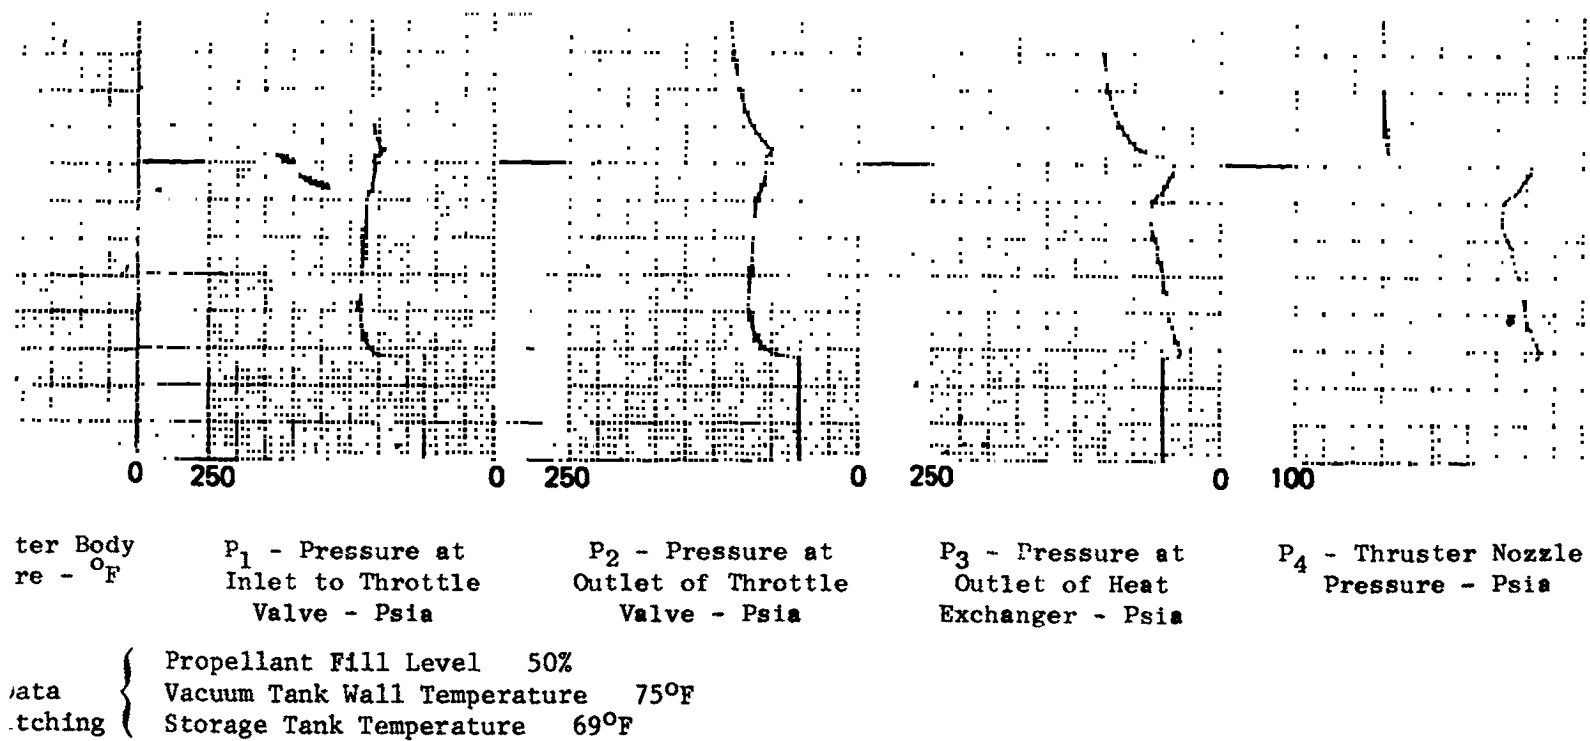 0 250 0 250 0 250 0 100
ter Body
re - °F
P1 - Pressure at
Inlet to Throttle
Valve - Psia
P2 - Pressure at
Outlet of Throttle
Valve - Psia
P3 - Pressure at
Outlet of Heat
Exchanger - Psia
P4 - Thruster Nozzle
Pressure - Psia
ata
tching
Propellant Fill Level 50%
Vacuum Tank Wall Temperature 75°F
Storage Tank Temperature 69°F